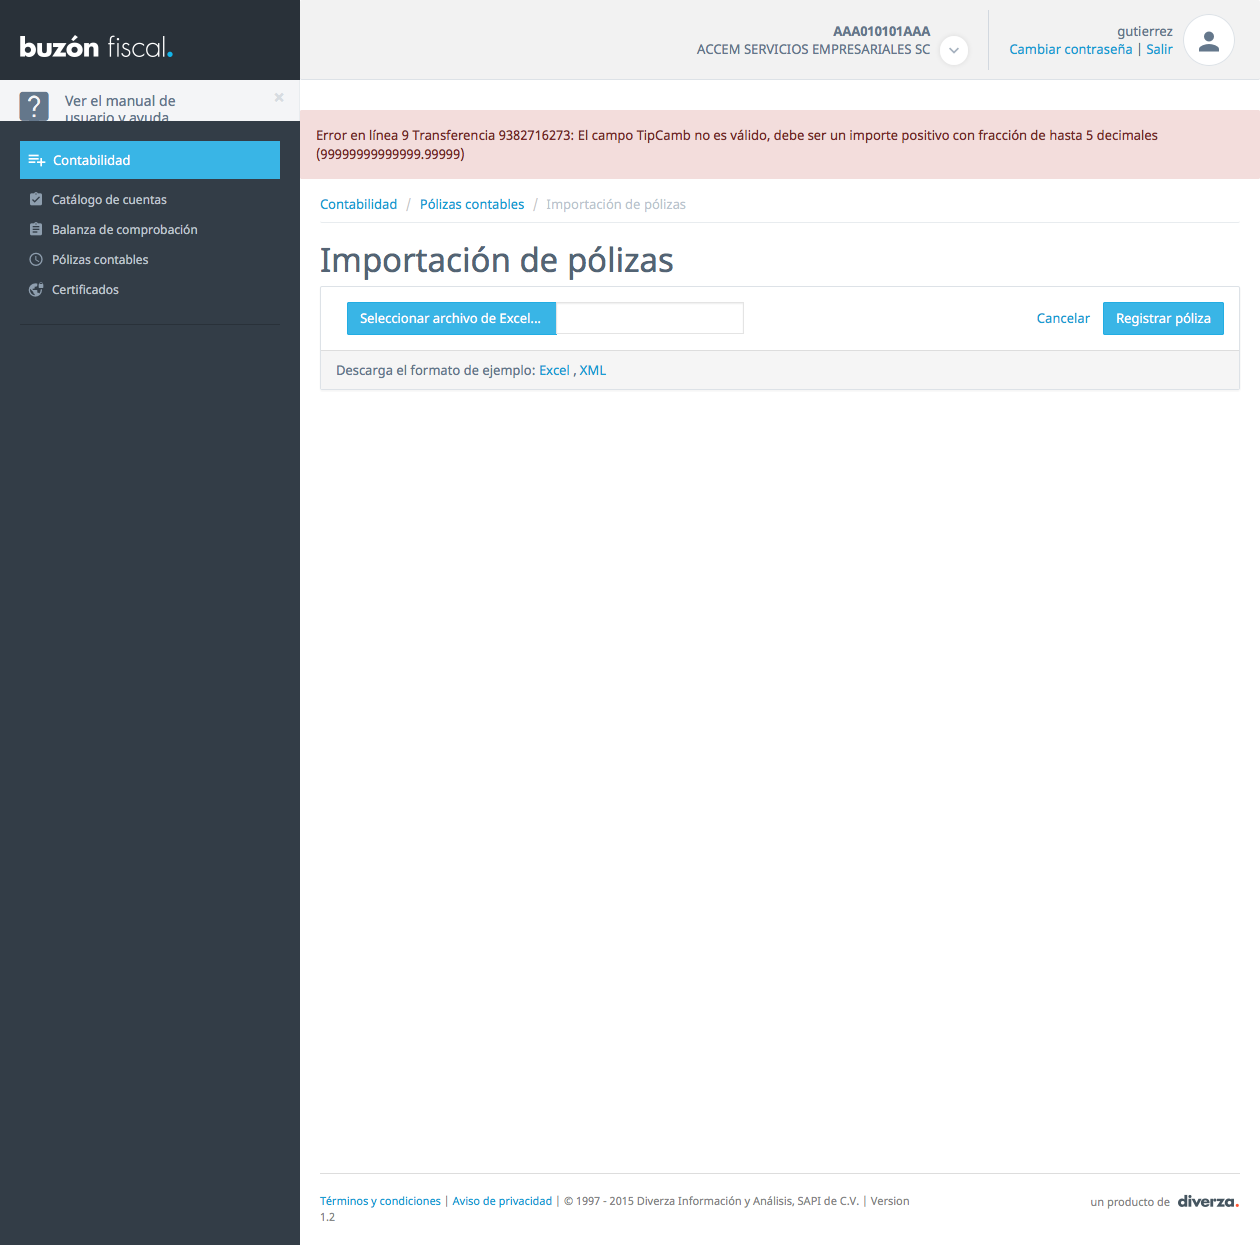 buzón fiscal.
AAA010101AAA
ACCEM SERVICIOS EMPRESARIALES SC
gutierrez
Cambiar contraseña | Salir
?
Ver el manual de
usuario y ayuda
×
Contabilidad
Catálogo de cuentas
Balanza de comprobación
Pólizas contables
Certificados
Error en línea 9 Transferencia 9382716273: El campo TipCamb no es válido, debe ser un importe positivo con fracción de hasta 5 decimales
(99999999999999.99999)
Contabilidad / Pólizas contables / Importación de pólizas
Importación de pólizas
Seleccionar archivo de Excel...
Cancelar
Registrar póliza
Descarga el formato de ejemplo: Excel , XML
Términos y condiciones | Aviso de privacidad | © 1997 - 2015 Diverza Información y Análisis, SAPI de C.V. | Version
1.2
un producto de diverza.